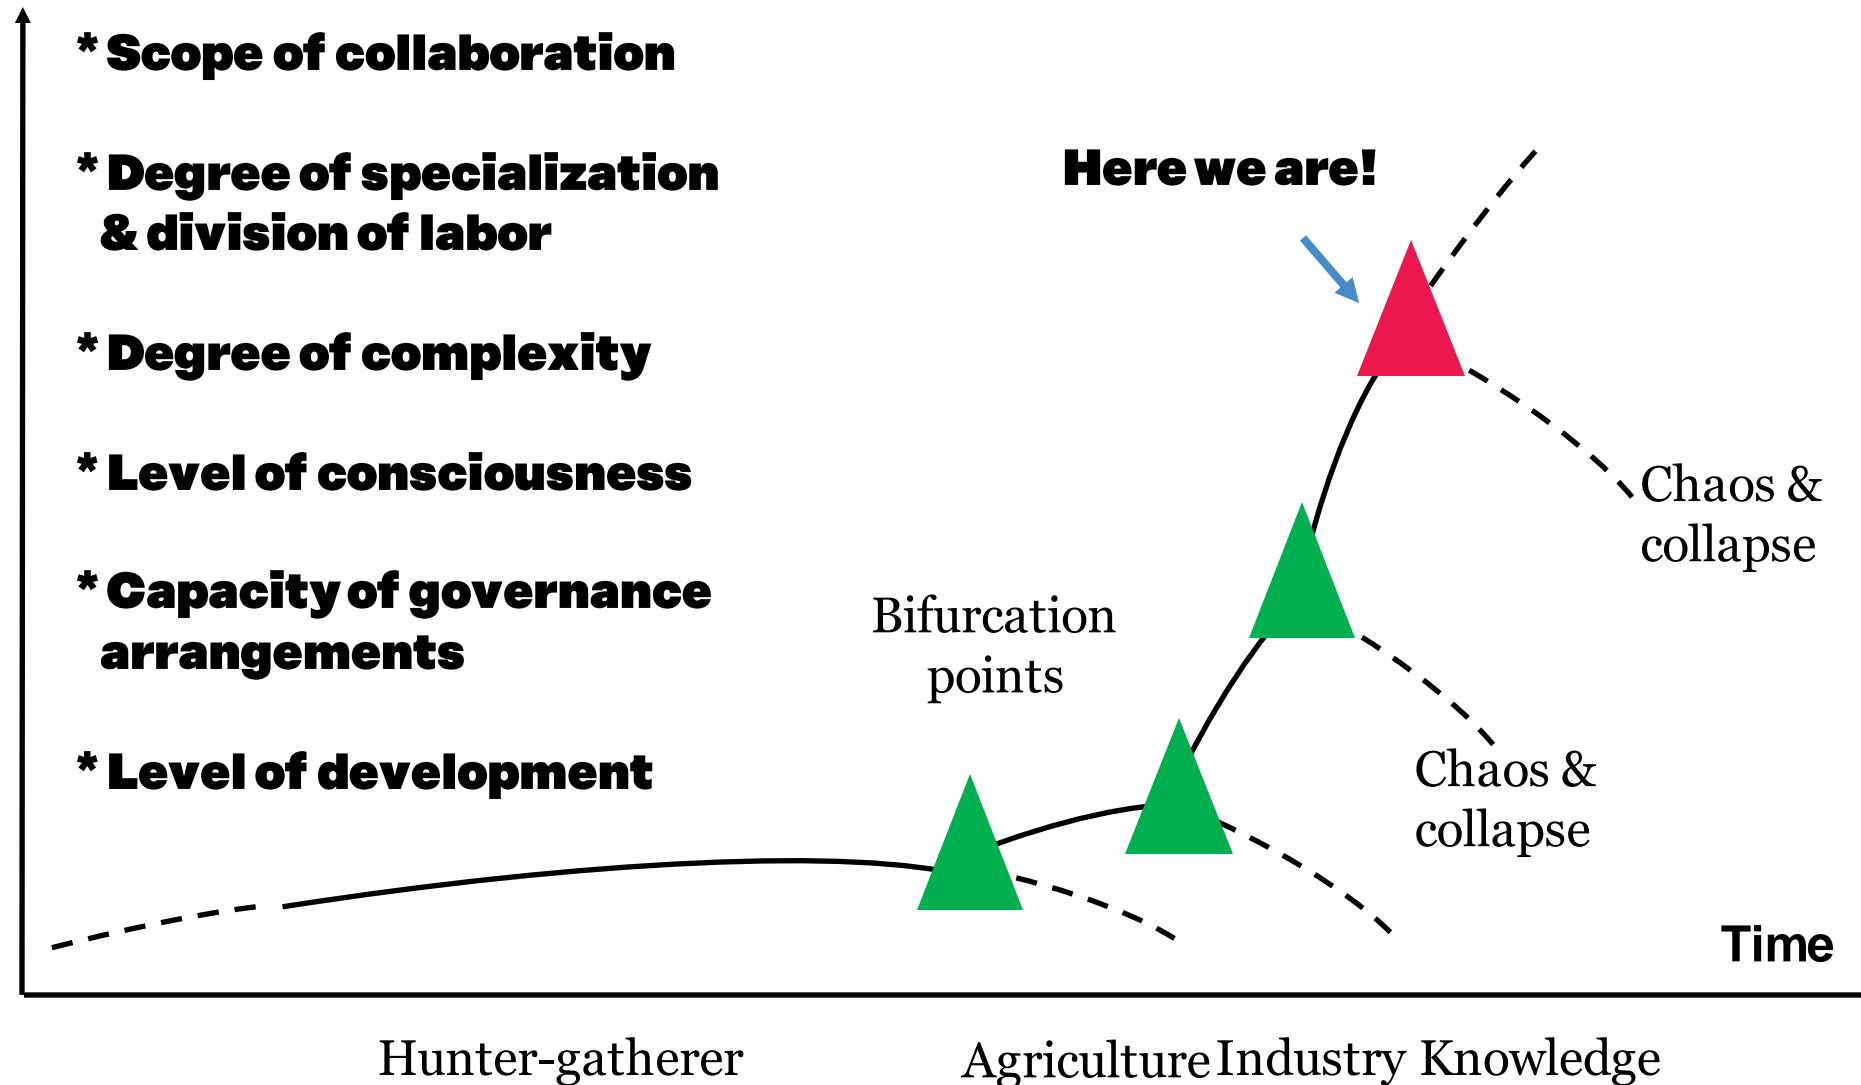 * Scope of collaboration
* Degree of specialization
& division of labor
* Degree of complexity
* Level of consciousness
* Capacity of governance
arrangements
* Level of development
Here we are!
Bifurcation
points
Chaos &
collapse
Chaos &
collapse
Time
Hunter-gatherer
Agriculture
Industry
Knowledge